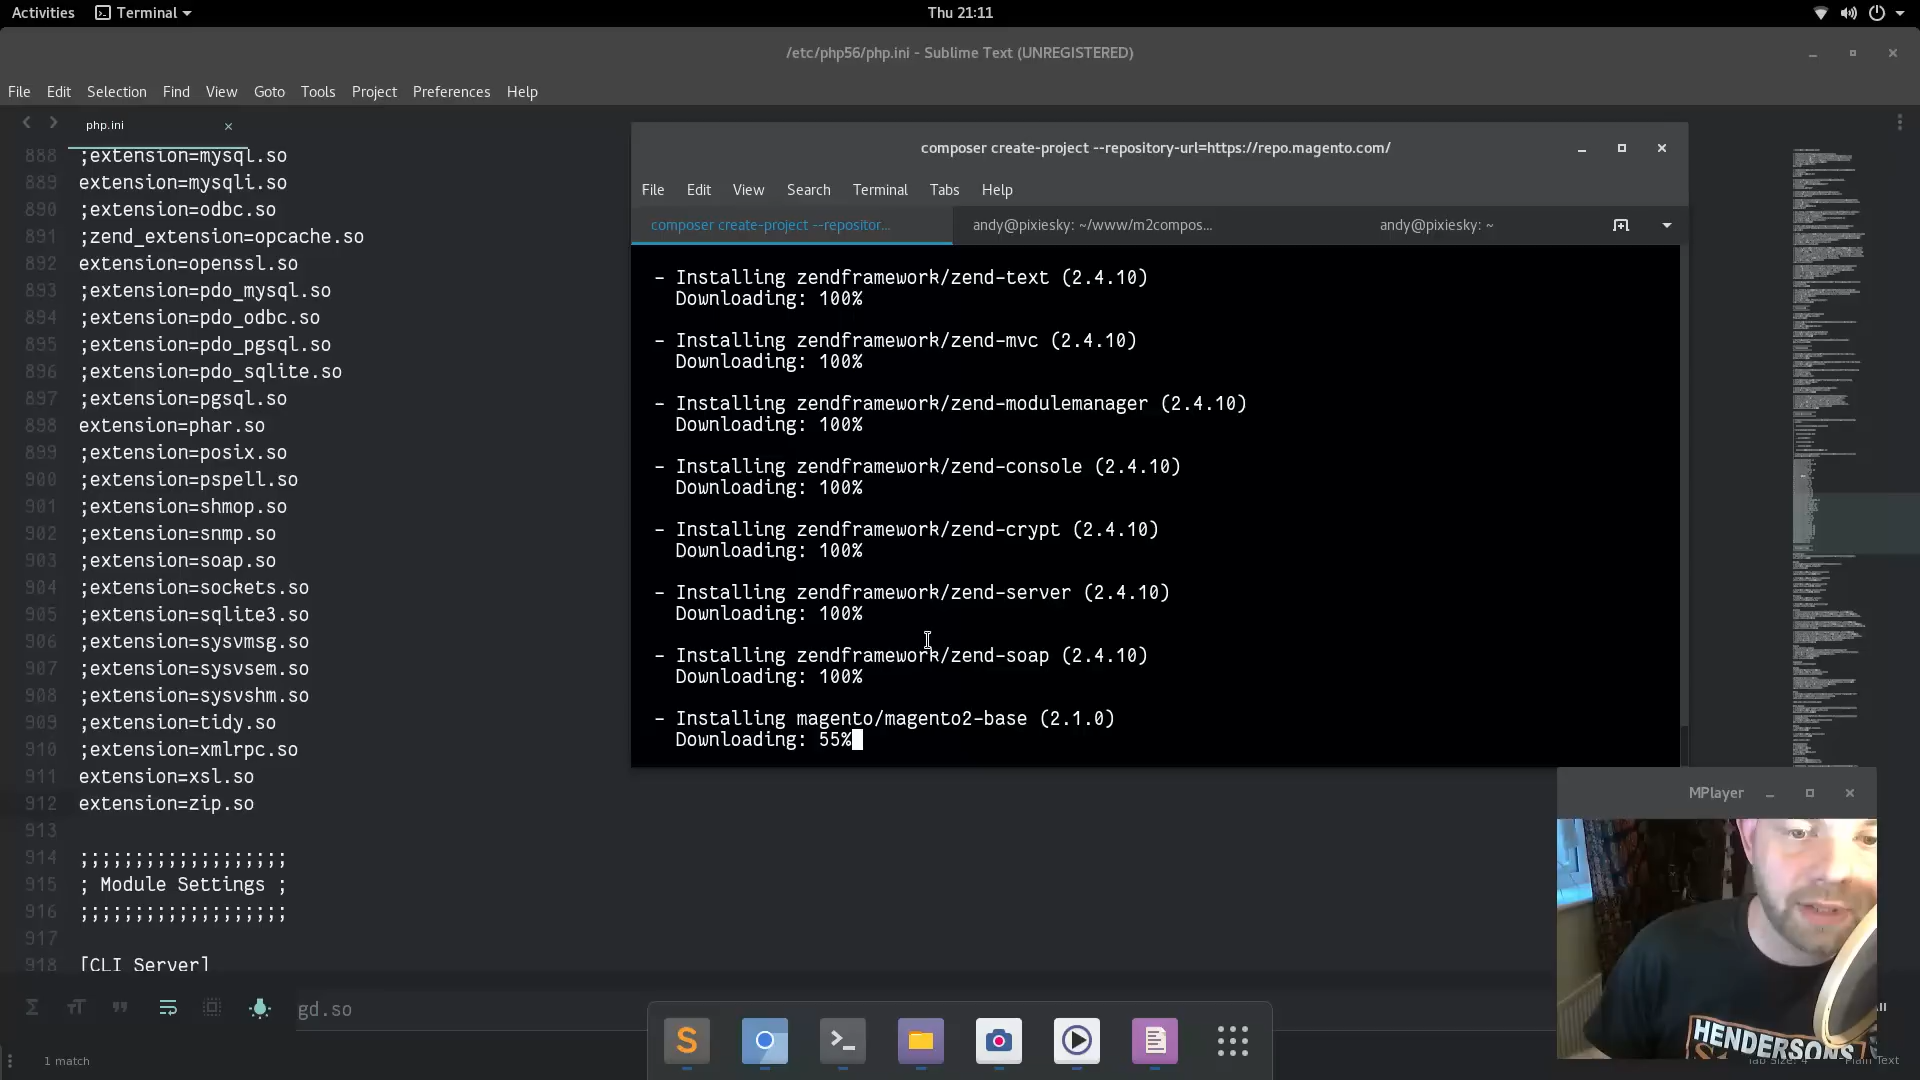 Activities
Terminal
Thu 21:11
/etc/php56/php.ini - Sublime Text (UNREGISTERED)
File Edit Selection Find View Goto Tools Project Preferences Help
php.ini
888 ;extension=mysql.so
889 extension=mysqli.so
890 ;extension=odbc.so
891 ;zend_extension=opcache.so
892 extension=openssl.so
893 ;extension=pdo_mysql.so
894 ;extension=pdo_odbc.so
895 ;extension=pdo_pgsql.so
896 ;extension=pdo_sqlite.so
897 ;extension=pgsql.so
898 extension=phar.so
899 ;extension=posix.so
900 ;extension=pspell.so
901 ;extension=shmop.so
902 ;extension=snmp.so
903 ;extension=soap.so
904 ;extension=sockets.so
905 ;extension=sqlite3.so
906 ;extension=sysvmsg.so
907 ;extension=sysvsem.so
908 ;extension=sysvshm.so
909 ;extension=tidy.so
910 ;extension=xmlrpc.so
911 extension=xsl.so
912 extension=zip.so
913
914 ;;;;;;;;;;;;;;;;;;;
915 ; Module Settings ;
916 ;;;;;;;;;;;;;;;;;;;
917
918 [CLI Server]
gd.so
1 match
composer create-project --repository-url=https://repo.magento.com/
File Edit View Search Terminal Tabs Help
composer create-project --repositor...
andy@pixiesky: ~/www/m2compos...
andy@pixiesky: ~
- Installing zendframework/zend-text (2.4.10)
Downloading: 100%
- Installing zendframework/zend-mvc (2.4.10)
Downloading: 100%
- Installing zendframework/zend-modulemanager (2.4.10)
Downloading: 100%
- Installing zendframework/zend-console (2.4.10)
Downloading: 100%
- Installing zendframework/zend-crypt (2.4.10)
Downloading: 100%
- Installing zendframework/zend-server (2.4.10)
Downloading: 100%
- Installing zendframework/zend-soap (2.4.10)
Downloading: 100%
- Installing magento/magento2-base (2.1.0)
Downloading: 55%
MPlayer
HENDERSONS
Tab Size: 4
Plain Text